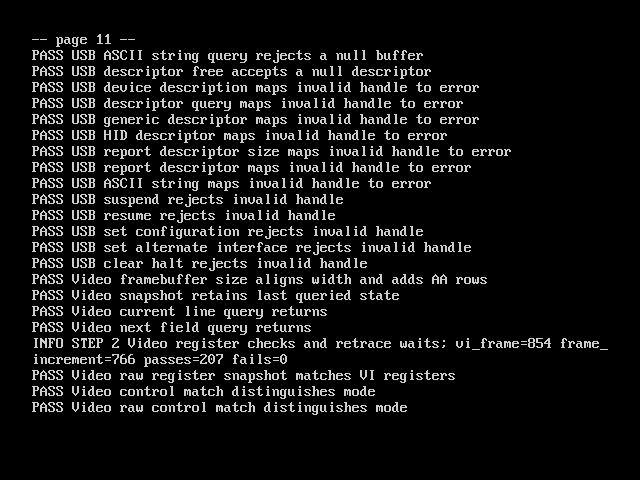 -- page 11 --
PASS USB ASCII string query rejects a null buffer
PASS USB descriptor free accepts a null descriptor
PASS USB device description maps invalid handle to error
PASS USB descriptor query maps invalid handle to error
PASS USB generic descriptor maps invalid handle to error
PASS USB HID descriptor maps invalid handle to error
PASS USB report descriptor size maps invalid handle to error
PASS USB report descriptor maps invalid handle to error
PASS USB ASCII string maps invalid handle to error
PASS USB suspend rejects invalid handle
PASS USB resume rejects invalid handle
PASS USB set configuration rejects invalid handle
PASS USB set alternate interface rejects invalid handle
PASS USB clear halt rejects invalid handle
PASS Video framebuffer size aligns width and adds AA rows
PASS Video snapshot retains last queried state
PASS Video current line query returns
PASS Video next field query returns
INFO STEP 2 Video register checks and retrace waits; vi_frame=854 frame_
increment=766 passes=207 fails=0
PASS Video raw register snapshot matches VI registers
PASS Video control match distinguishes mode
PASS Video raw control match distinguishes mode